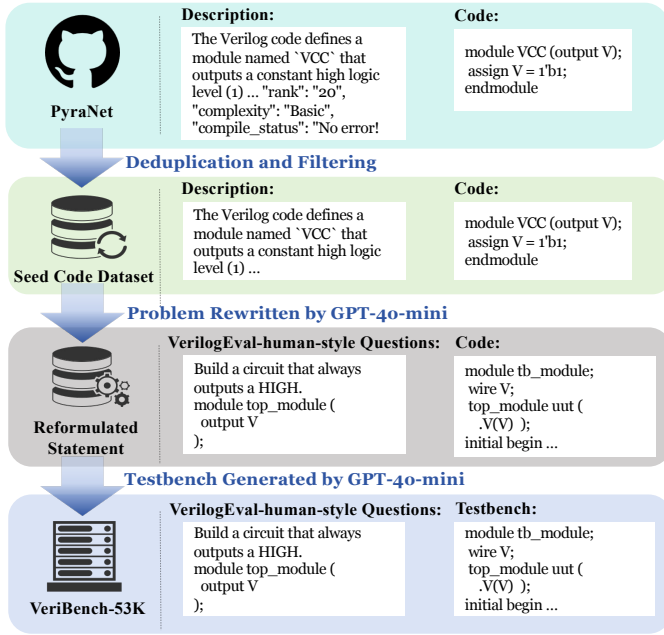 Description:
Code:
The Verilog code defines a
module named `VCC` that
outputs a constant high logic
level (1) ... "rank": "20",
"complexity": "Basic",
"compile_status": "No error!
module VCC (output V);
assign V = 1'b1;
endmodule
PyraNet
Deduplication and Filtering
Description:
Code:
The Verilog code defines a
module named `VCC` that
outputs a constant high logic
level (1) ...
module VCC (output V);
assign V = 1'b1;
endmodule
Seed Code Dataset
Problem Rewritten by GPT-4o-mini
VerilogEval-human-style Questions:
Code:
Build a circuit that always
outputs a HIGH.
module top_module (
output V
);
module tb_module;
wire V;
top_module uut (
.V(V) );
initial begin ...
Reformulated
Statement
Testbench Generated by GPT-4o-mini
VerilogEval-human-style Questions:
Testbench:
Build a circuit that always
outputs a HIGH.
module top_module (
output V
);
module tb_module;
wire V;
top_module uut (
.V(V) );
initial begin ...
VeriBench-53K